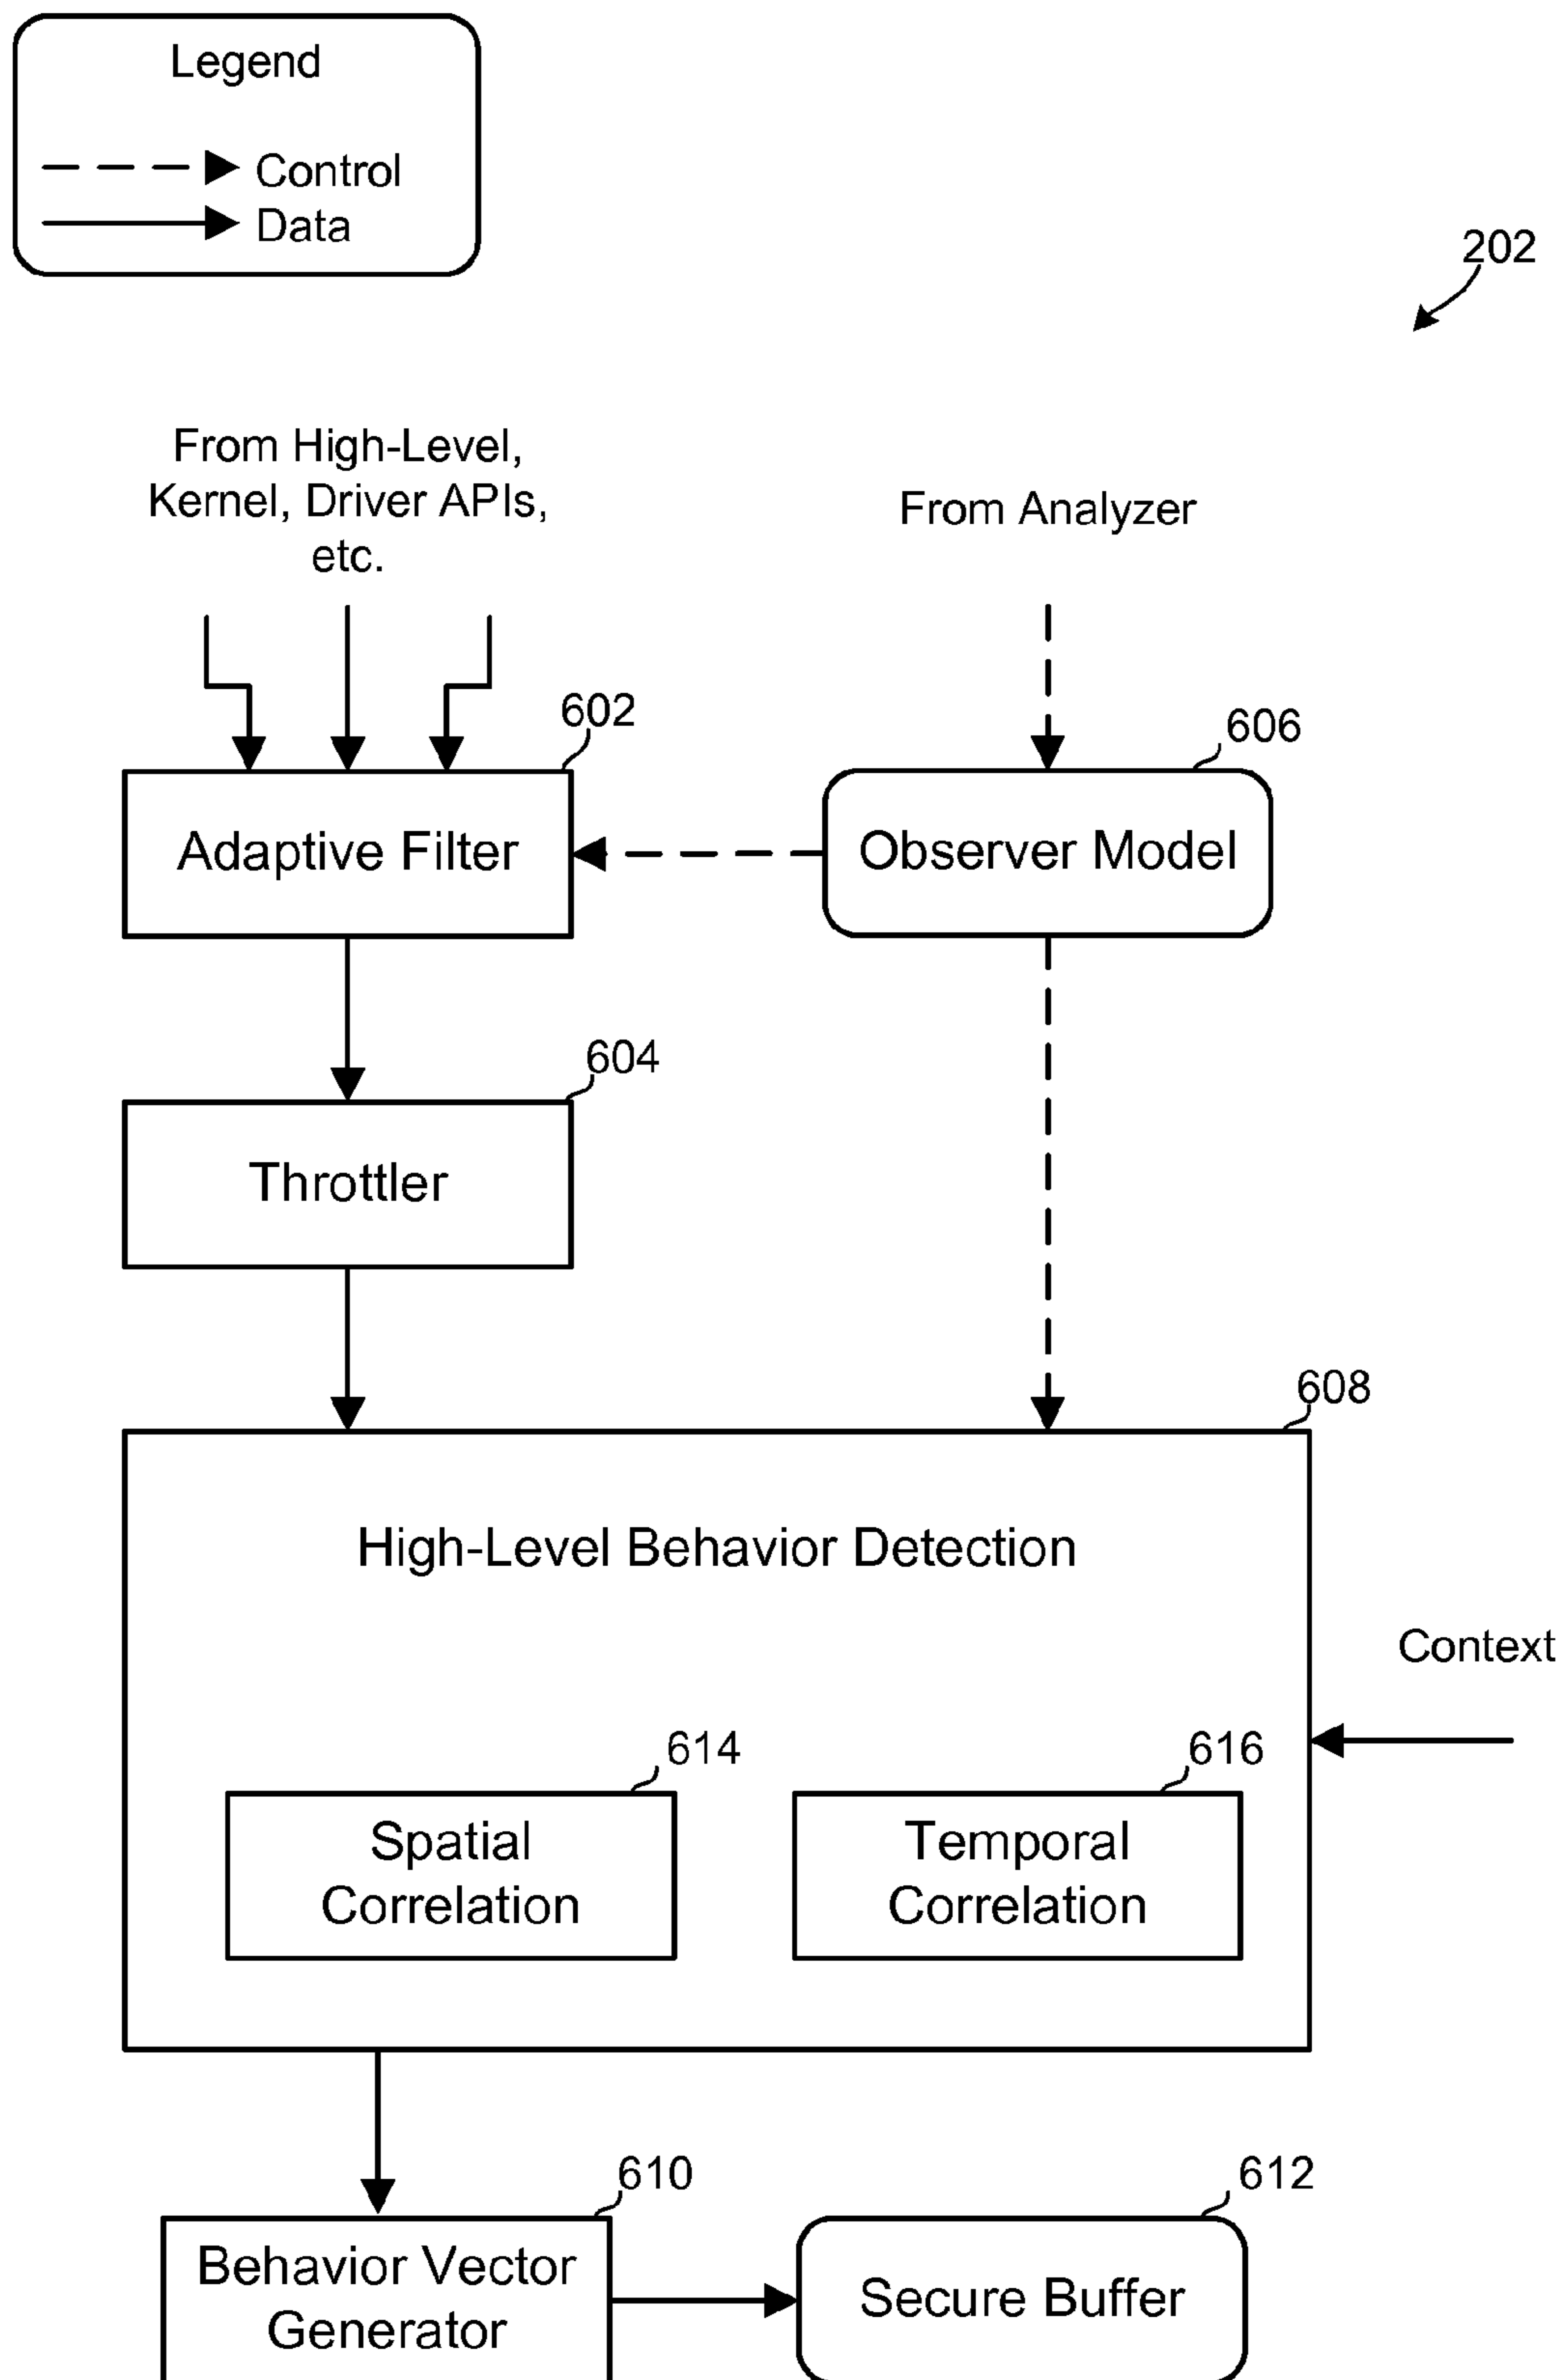 Legend
Control
Data
202
From High-Level,
Kernel, Driver APIs,
etc.
From Analyzer
602
606
Adaptive Filter
Observer Model
604
Throttler
608
High-Level Behavior Detection
Context
614
616
Spatial
Correlation
Temporal
Correlation
610
612
Behavior Vector
Generator
Secure Buffer